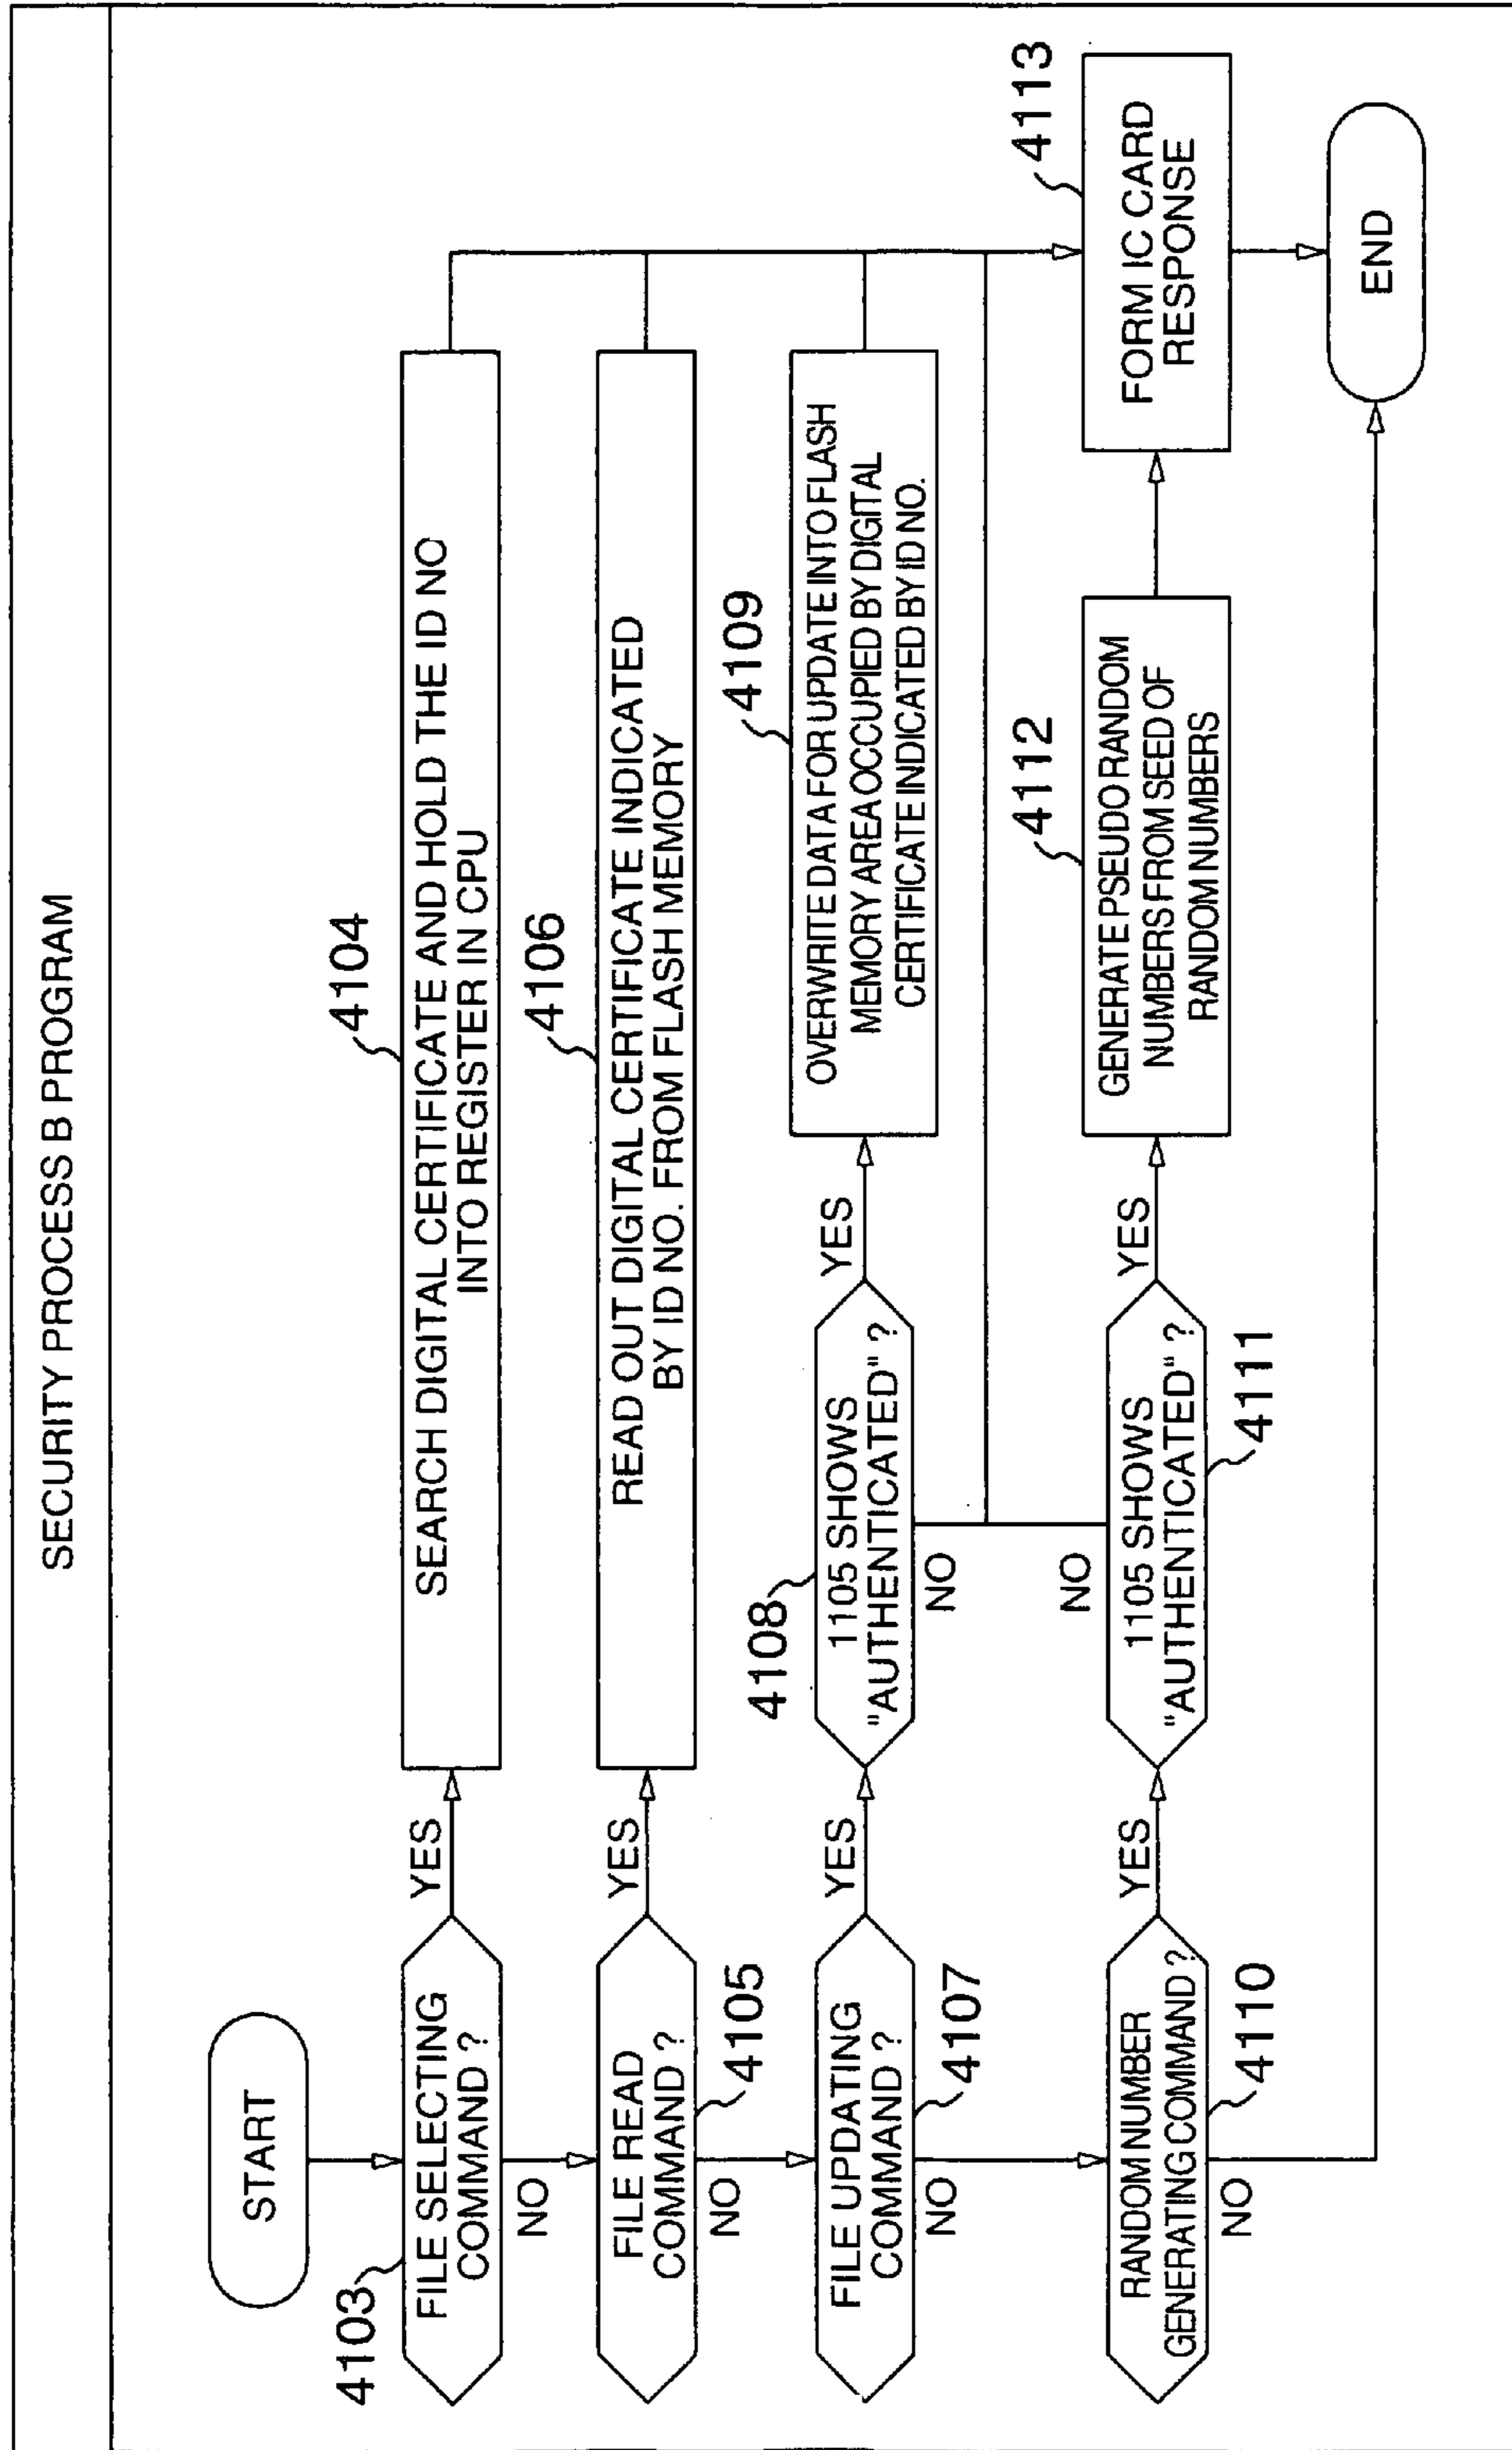 SECURITY PROCESS B PROGRAM
START
4103
FILE SELECTING
COMMAND ?
YES
NO
4104
SEARCH DIGITAL CERTIFICATE AND HOLD THE ID NO
INTO REGISTER IN CPU
FILE READ
COMMAND ?
4105
YES
NO
4106
READ OUT DIGITAL CERTIFICATE INDICATED
BY ID NO. FROM FLASH MEMORY
FILE UPDATING
COMMAND ?
4107
YES
NO
4108
1105 SHOWS
"AUTHENTICATED" ?
YES
NO
4109
OVERWRITE DATA FOR UPDATE INTO FLASH
MEMORY AREA OCCUPIED BY DIGITAL
CERTIFICATE INDICATED BY ID NO.
RANDOM NUMBER
GENERATING COMMAND ?
4110
YES
NO
1105 SHOWS
"AUTHENTICATED" ?
4111
YES
NO
4112
GENERATE PSEUDO RANDOM
NUMBERS FROM SEED OF
RANDOM NUMBERS
4113
FORM IC CARD
RESPONSE
END